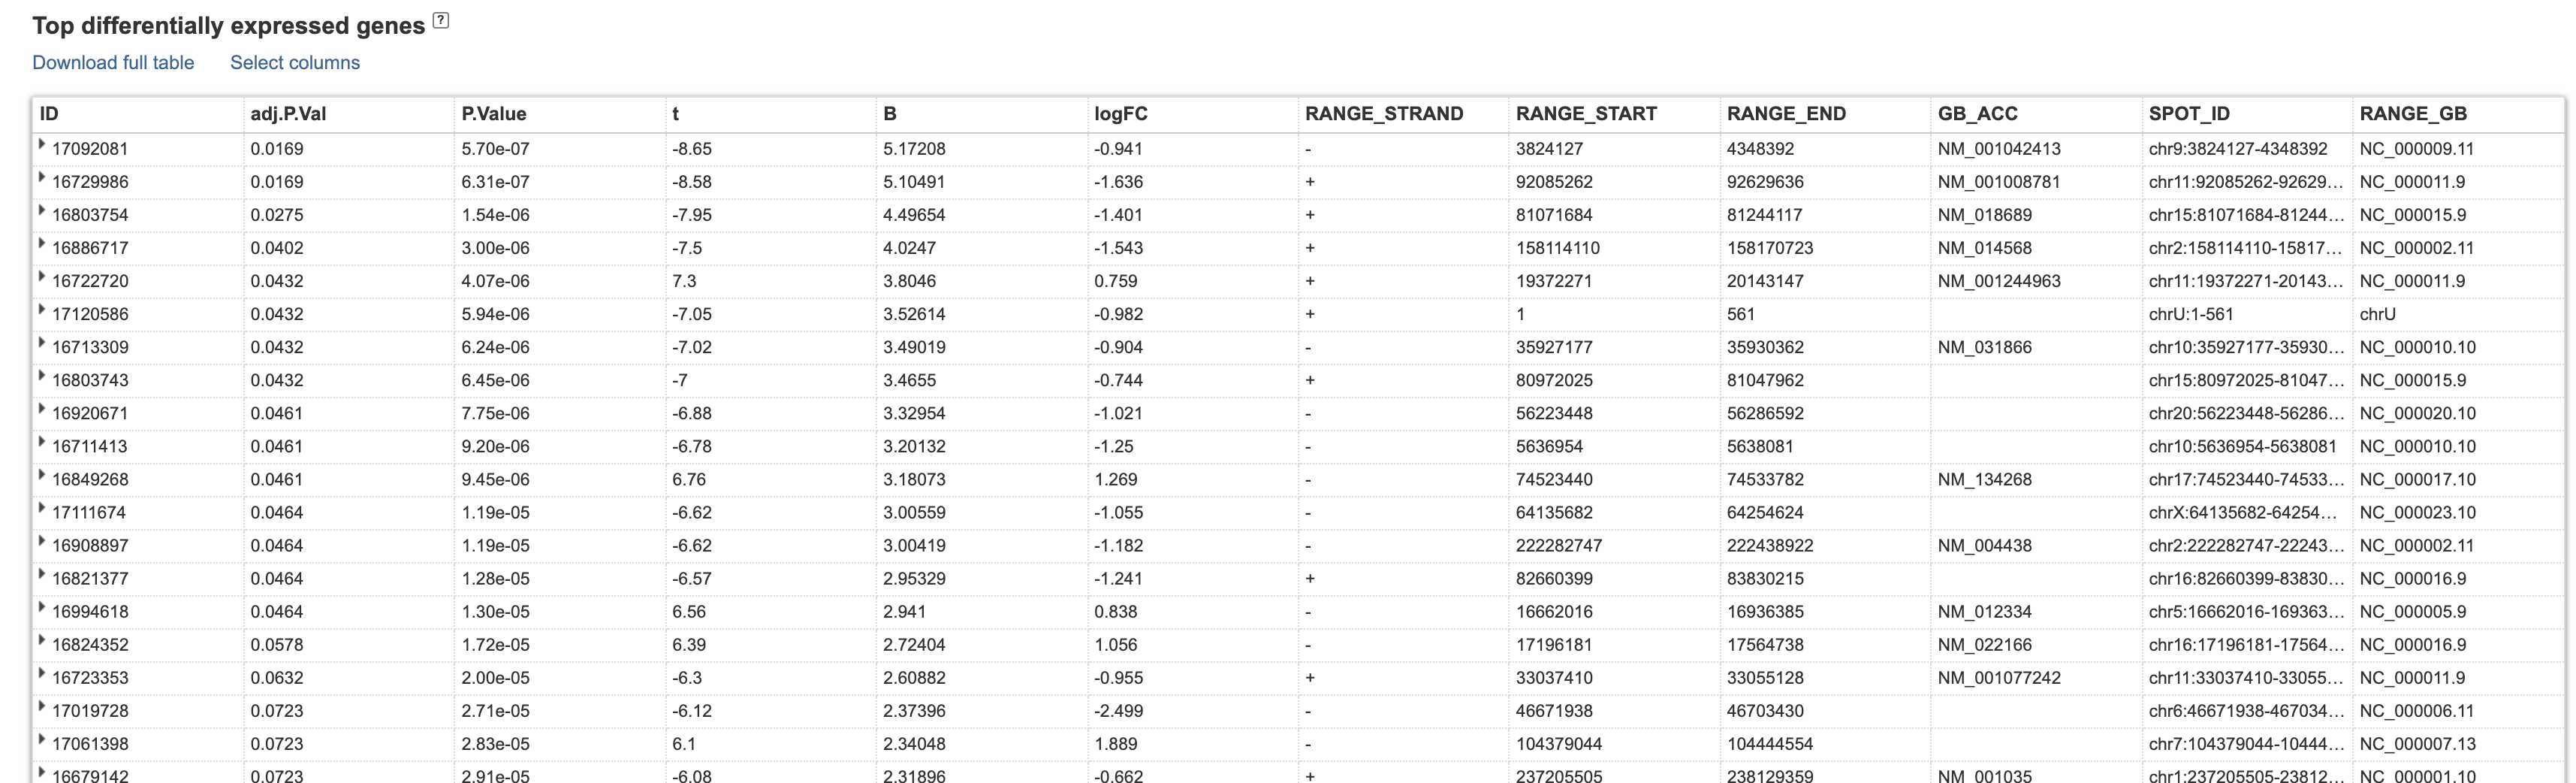 Top differentially expressed genes ?
Download full table Select columns
ID adj.P.Val P.Value t B logFC RANGE_STRAND RANGE_START RANGE_END GB_ACC SPOT_ID RANGE_GB
17092081 0.0169 5.70e-07 -8.65 5.17208 -0.941 - 3824127 4348392 NM_001042413 chr9:3824127-4348392 NC_000009.11
16729986 0.0169 6.31e-07 -8.58 5.10491 -1.636 + 92085262 92629636 NM_001008781 chr11:92085262-92629... NC_000011.9
16803754 0.0275 1.54e-06 -7.95 4.49654 -1.401 + 81071684 81244117 NM_018689 chr15:81071684-81244... NC_000015.9
16886717 0.0402 3.00e-06 -7.5 4.0247 -1.543 + 158114110 158170723 NM_014568 chr2:158114110-15817... NC_000002.11
16722720 0.0432 4.07e-06 7.3 3.8046 0.759 + 19372271 20143147 NM_001244963 chr11:19372271-20143... NC_000011.9
17120586 0.0432 5.94e-06 -7.05 3.52614 -0.982 + 1 561 chrU:1-561 chrU
16713309 0.0432 6.24e-06 -7.02 3.49019 -0.904 - 35927177 35930362 NM_031866 chr10:35927177-35930... NC_000010.10
16803743 0.0432 6.45e-06 -7 3.4655 -0.744 + 80972025 81047962 chr15:80972025-81047... NC_000015.9
16920671 0.0461 7.75e-06 -6.88 3.32954 -1.021 - 56223448 56286592 chr20:56223448-56286... NC_000020.10
16711413 0.0461 9.20e-06 -6.78 3.20132 -1.25 - 5636954 5638081 chr10:5636954-5638081 NC_000010.10
16849268 0.0461 9.45e-06 6.76 3.18073 1.269 - 74523440 74533782 NM_134268 chr17:74523440-74533... NC_000017.10
17111674 0.0464 1.19e-05 -6.62 3.00559 -1.055 - 64135682 64254624 chrX:64135682-64254... NC_000023.10
16908897 0.0464 1.19e-05 -6.62 3.00419 -1.182 - 222282747 222438922 NM_004438 chr2:222282747-22243... NC_000002.11
16821377 0.0464 1.28e-05 -6.57 2.95329 -1.241 + 82660399 83830215 chr16:82660399-83830... NC_000016.9
16994618 0.0464 1.30e-05 6.56 2.941 0.838 - 16662016 16936385 NM_012334 chr5:16662016-169363... NC_000005.9
16824352 0.0578 1.72e-05 6.39 2.72404 1.056 - 17196181 17564738 NM_022166 chr16:17196181-17564... NC_000016.9
16723353 0.0632 2.00e-05 -6.3 2.60882 -0.955 + 33037410 33055128 NM_001077242 chr11:33037410-33055... NC_000011.9
17019728 0.0723 2.71e-05 -6.12 2.37396 -2.499 - 46671938 46703430 chr6:46671938-467034... NC_000006.11
17061398 0.0723 2.83e-05 6.1 2.34048 1.889 - 104379044 104444554 chr7:104379044-10444... NC_000007.13
16679142 0.0723 2.91e-05 -6.08 2.31896 -0.662 + 237205505 238129359 NM_001035 chr1:237205505-23812... NC_000001.10